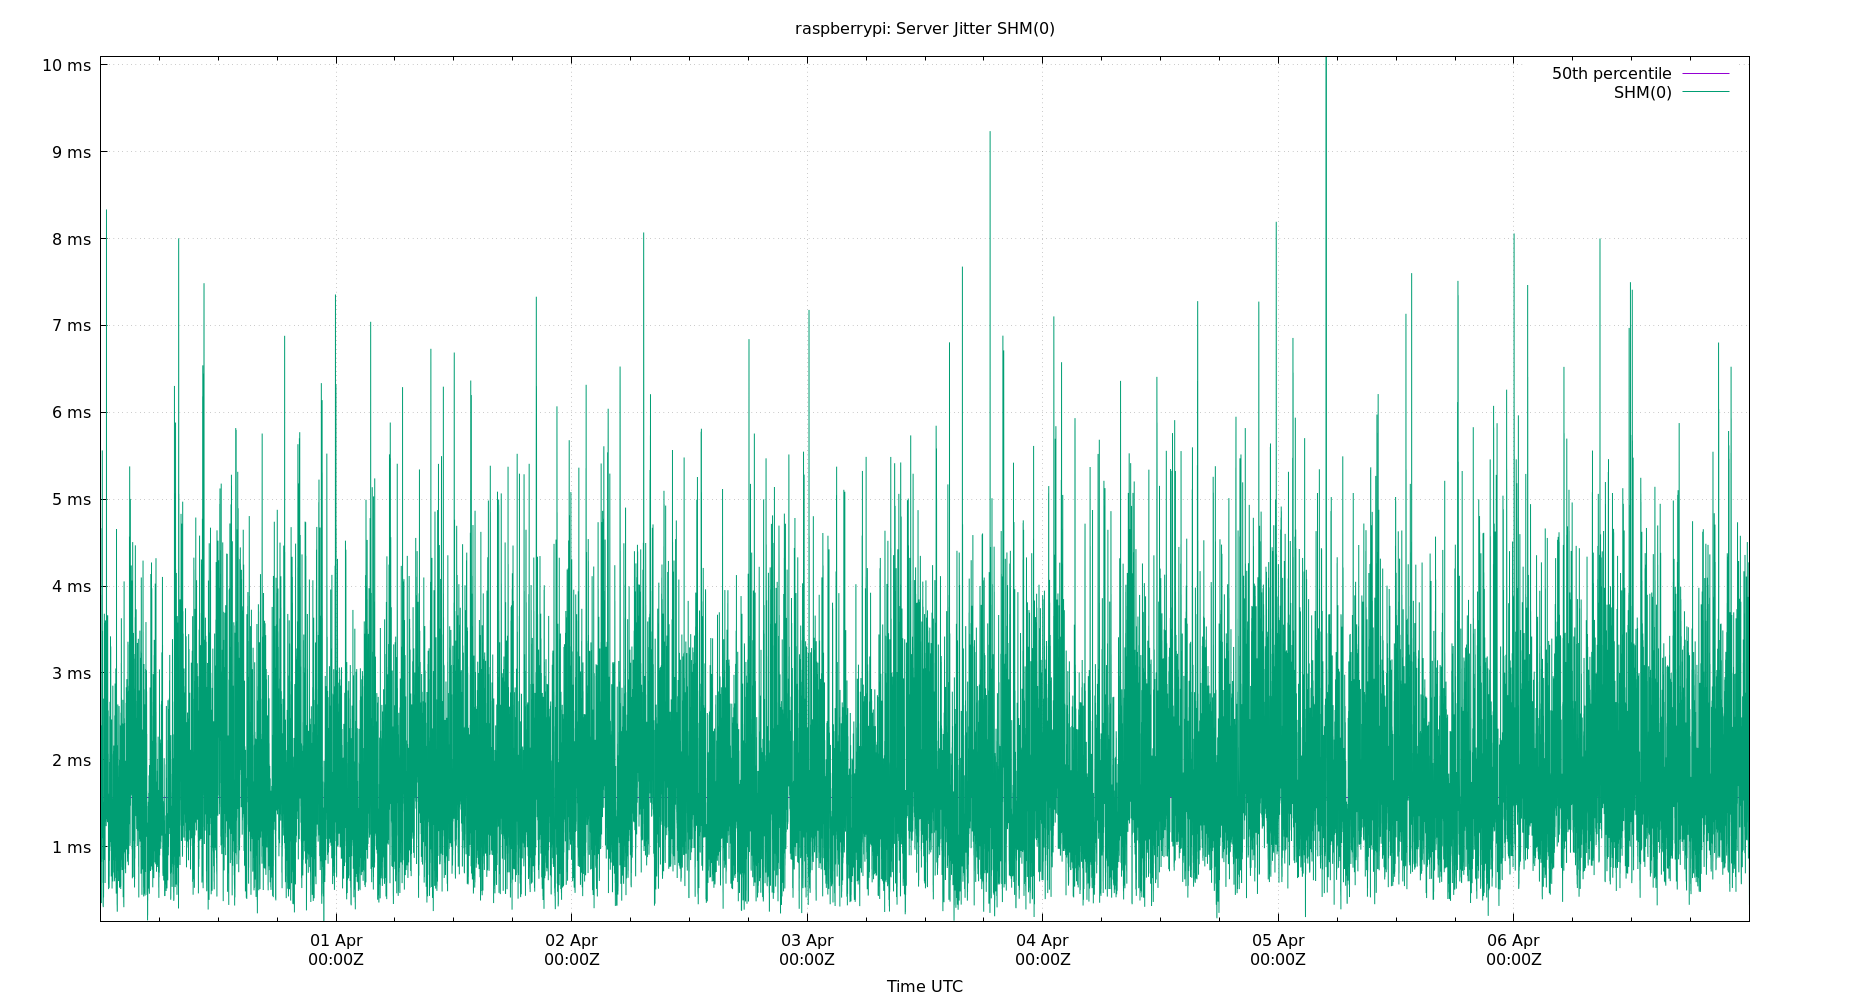 raspberrypi: Server Jitter SHM(0)
10 ms
9 ms
8 ms
7 ms
6 ms
5 ms
4 ms
3 ms
2 ms
1 ms
50th percentile
SHM(0)
01 Apr
00:00Z
02 Apr
00:00Z
03 Apr
00:00Z
04 Apr
00:00Z
05 Apr
00:00Z
06 Apr
00:00Z
Time UTC